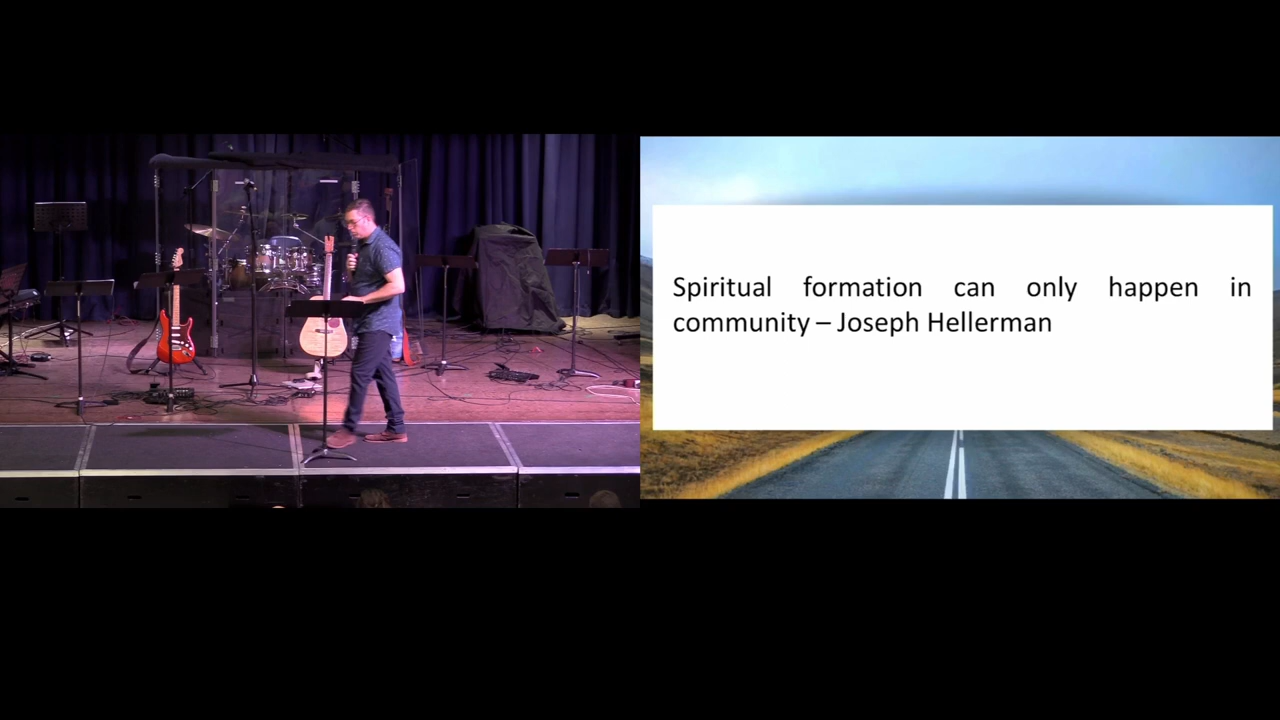 Spiritual formation can only happen in
community – Joseph Hellerman